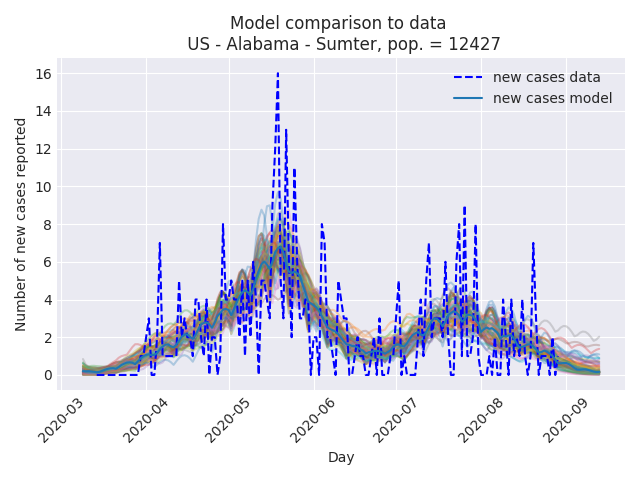 Model comparison to data
US - Alabama - Sumter, pop. = 12427
new cases data
new cases model
Number of new cases reported
16
14
12
10
8
6
4
2
0
2020-03
2020-04
2020-05
2020-06
2020-07
2020-08
2020-09
Day